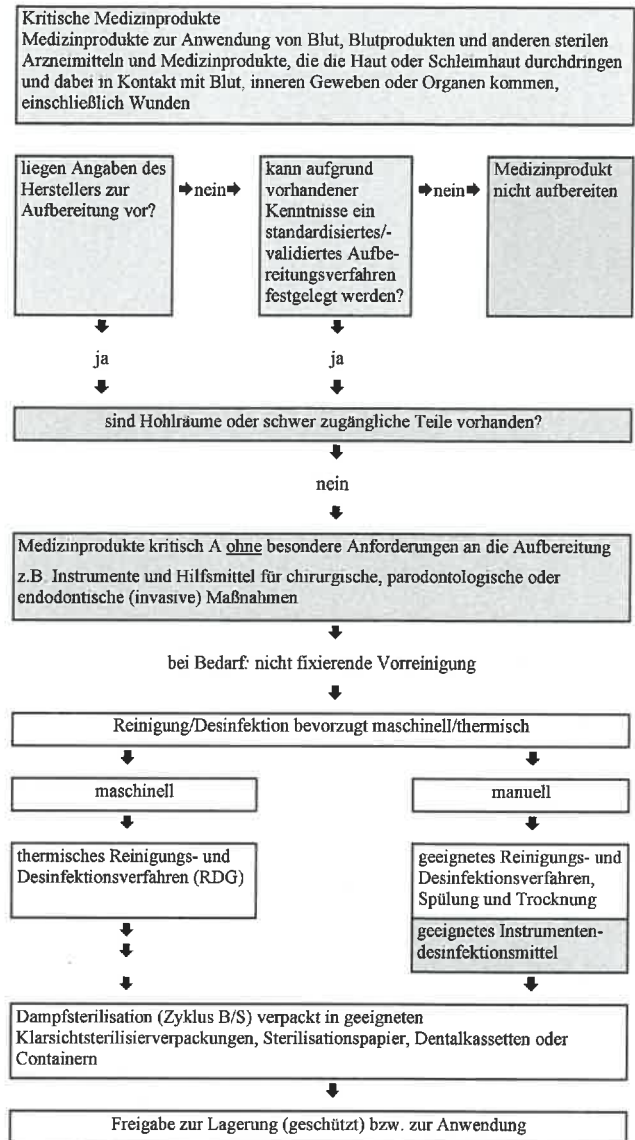 Kritische Medizinprodukte
Medizinprodukte zur Anwendung von Blut, Blutprodukten und anderen sterilen
Arzneimitteln und Medizinprodukte, die die Haut oder Schleimhaut durchdringen
und dabei in Kontakt mit Blut, inneren Geweben oder Organen kommen,
einschließlich Wunden
liegen Angaben des
Herstellers zur
Aufbereitung vor?
nein
kann aufgrund
vorhandener
Kenntnisse ein
standardisiertes/-
validiertes Aufbe-
reitungsverfahren
festgelegt werden?
nein
Medizinprodukt
nicht aufbereiten
ja
ja
sind Hohlräume oder schwer zugängliche Teile vorhanden?
nein
Medizinprodukte kritisch A ohne besondere Anforderungen an die Aufbereitung
z.B. Instrumente und Hilfsmittel für chirurgische, parodontologische oder
endodontische (invasive) Maßnahmen
bei Bedarf: nicht fixierende Vorreinigung
Reinigung/Desinfektion bevorzugt maschinell/thermisch
maschinell
manuell
thermisches Reinigungs- und
Desinfektionsverfahren (RDG)
geeignetes Reinigungs- und
Desinfektionsverfahren,
Spülung und Trocknung
geeignetes Instrumenten-
desinfektionsmittel
Dampfsterilisation (Zyklus B/S) verpackt in geeigneten
Klarsichtsterilisierverpackungen, Sterilisationspapier, Dentalkassetten oder
Containern
Freigabe zur Lagerung (geschützt) bzw. zur Anwendung